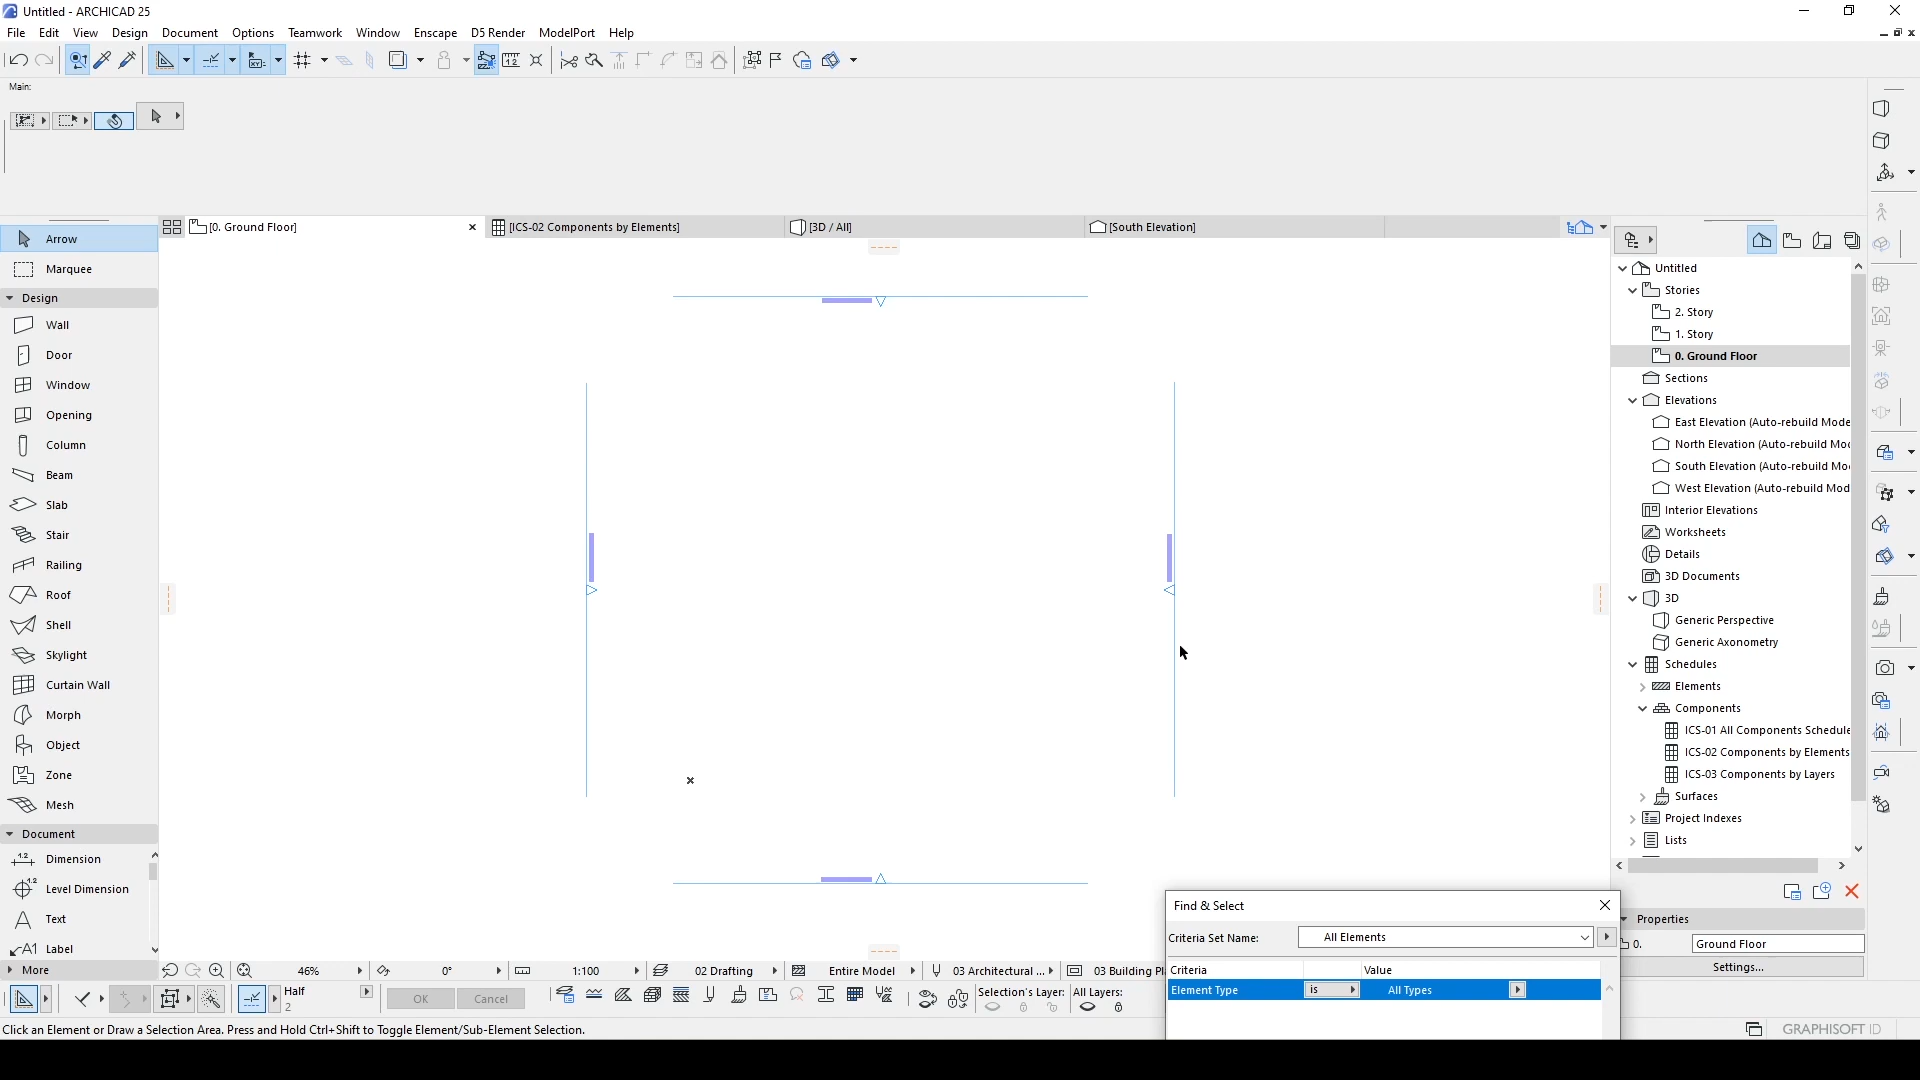 Untitled - ARCHICAD 25
File Edit View Design Document Options Teamwork Window Enscape D5 Render ModelPort Help
Main:
[0. Ground Floor] [ICS-02 Components by Elements] [3D / All] [South Elevation]
Arrow
Marquee
Design
Wall
Door
Window
Opening
Column
Beam
Slab
Stair
Railing
Roof
Shell
Skylight
Curtain Wall
Morph
Object
Zone
Mesh
Document
Dimension
Level Dimension
Text
Label
More
Untitled
Stories
2. Story
1. Story
0. Ground Floor
Sections
Elevations
East Elevation (Auto-rebuild Mode
North Elevation (Auto-rebuild Mo
South Elevation (Auto-rebuild Mo
West Elevation (Auto-rebuild Mod
Interior Elevations
Worksheets
Details
3D Documents
3D
Generic Perspective
Generic Axonometry
Schedules
Elements
Components
ICS-01 All Components Schedule
ICS-02 Components by Elements
ICS-03 Components by Layers
Surfaces
Project Indexes
Lists
Properties
0. Ground Floor
Settings...
Find & Select
Criteria Set Name: All Elements
Criteria Value
Element Type is All Types
46% 0° 1:100 02 Drafting Entire Model 03 Architectural ... 03 Building Pl
Half
2
OK Cancel
Selection's Layer: All Layers:
Click an Element or Draw a Selection Area. Press and Hold Ctrl+Shift to Toggle Element/Sub-Element Selection.
GRAPHISOFT ID